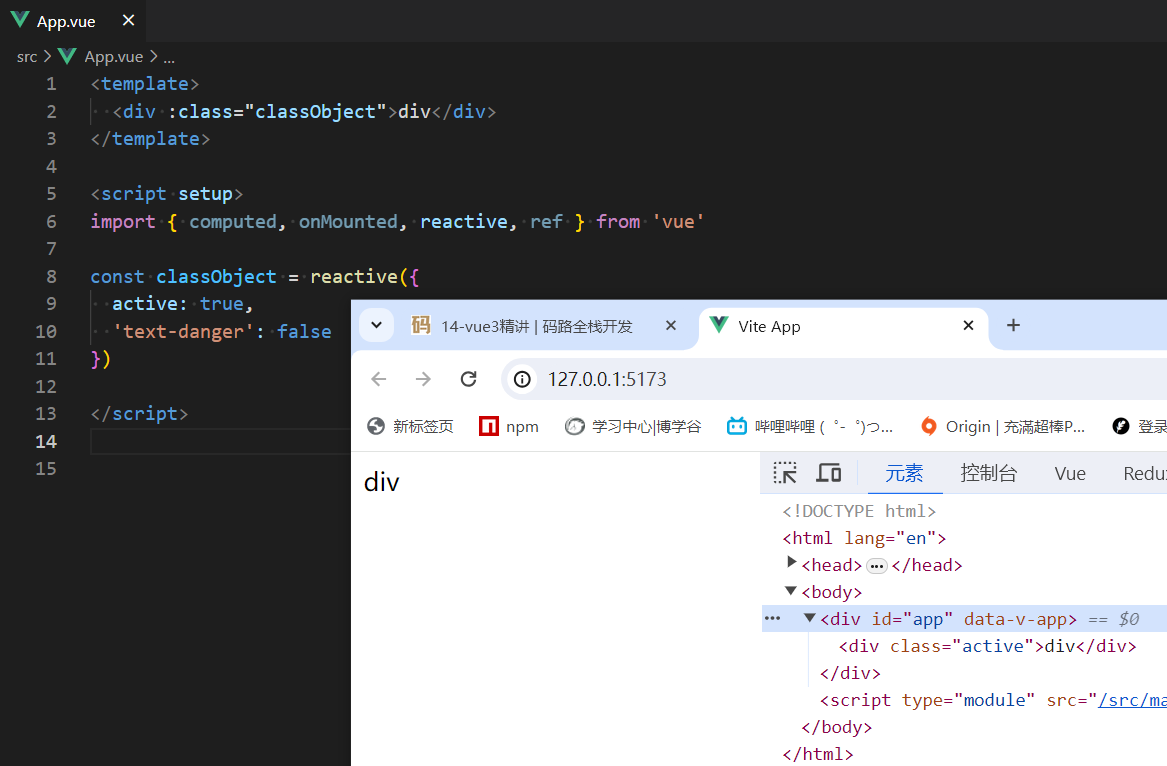 App.vue
src > App.vue > ...
1 <template>
2 <div :class="classObject">div</div>
3 </template>
4
5 <script setup>
6 import { computed, onMounted, reactive, ref } from 'vue'
7
8 const classObject = reactive({
9 active: true,
10 'text-danger': false
11 })
12
13 </script>
14
15
14-vue3精讲 | 码路全栈开发
Vite App
127.0.0.1:5173
新标签页
npm
学习中心|博学谷
哔哩哔哩 (゜-゜)つ...
Origin | 充满超棒P...
登录
div
元素 控制台 Vue Redux
<!DOCTYPE html>
<html lang="en">
<head> ... </head>
<body>
... <div id="app" data-v-app> == $0
<div class="active">div</div>
</div>
<script type="module" src="/src/ma
</body>
</html>